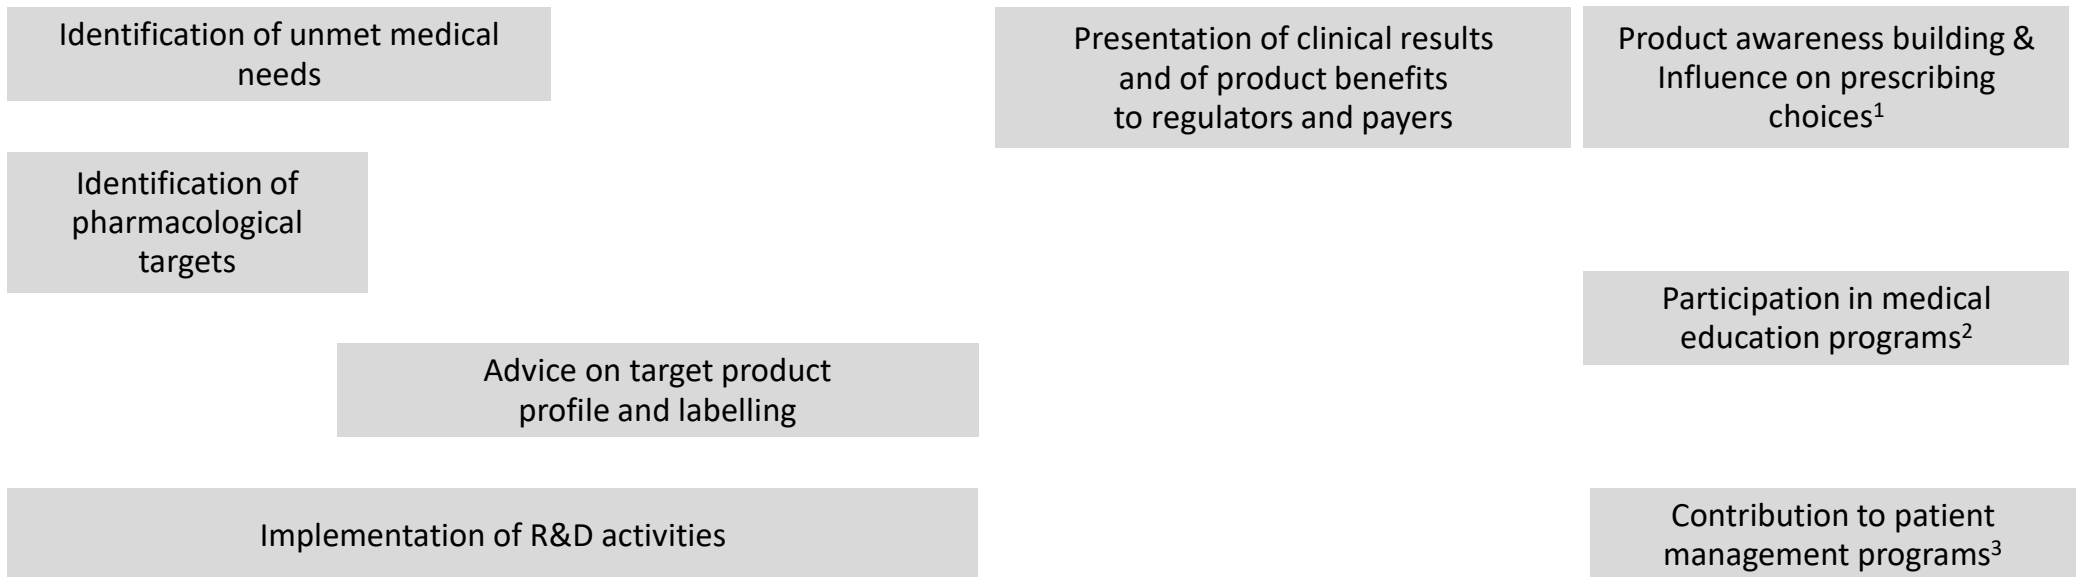 Identification of unmet medical
needs
Presentation of clinical results
and of product benefits
to regulators and payers
Product awareness building &
Influence on prescribing
choices¹
Identification of
pharmacological
targets
Participation in medical
education programs²
Advice on target product
profile and labelling
Implementation of R&D activities
Contribution to patient
management programs³